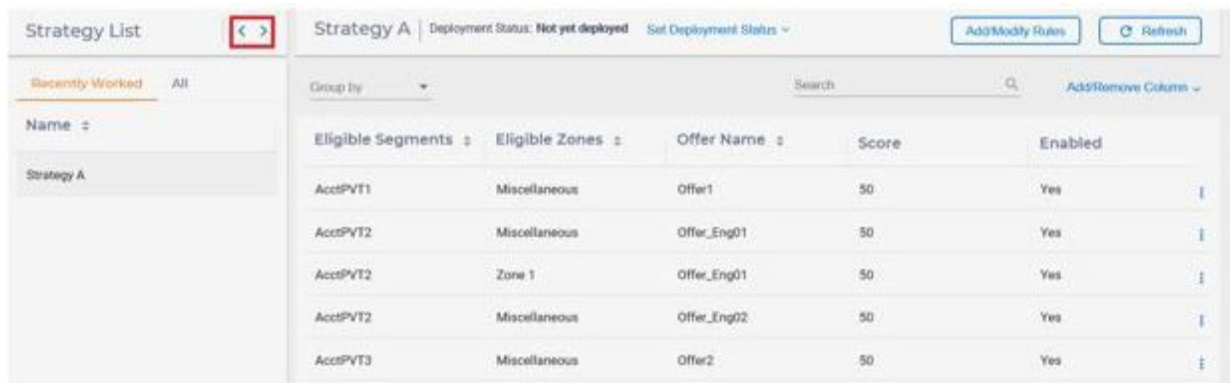 Strategy List
Strategy A Deployment Status: Not yet deployed Set Deployment Status Add/Modify Rules Refresh
Recently Worked All
Group by Search Add/Remove Column
Name
Eligible Segments Eligible Zones Offer Name Score Enabled
Strategy A
AcctPVT1 Miscellaneous Offer1 50 Yes
AcctPVT2 Miscellaneous Offer_Eng01 50 Yes
AcctPVT2 Zone 1 Offer_Eng01 50 Yes
AcctPVT2 Miscellaneous Offer_Eng02 50 Yes
AcctPVT3 Miscellaneous Offer2 50 Yes